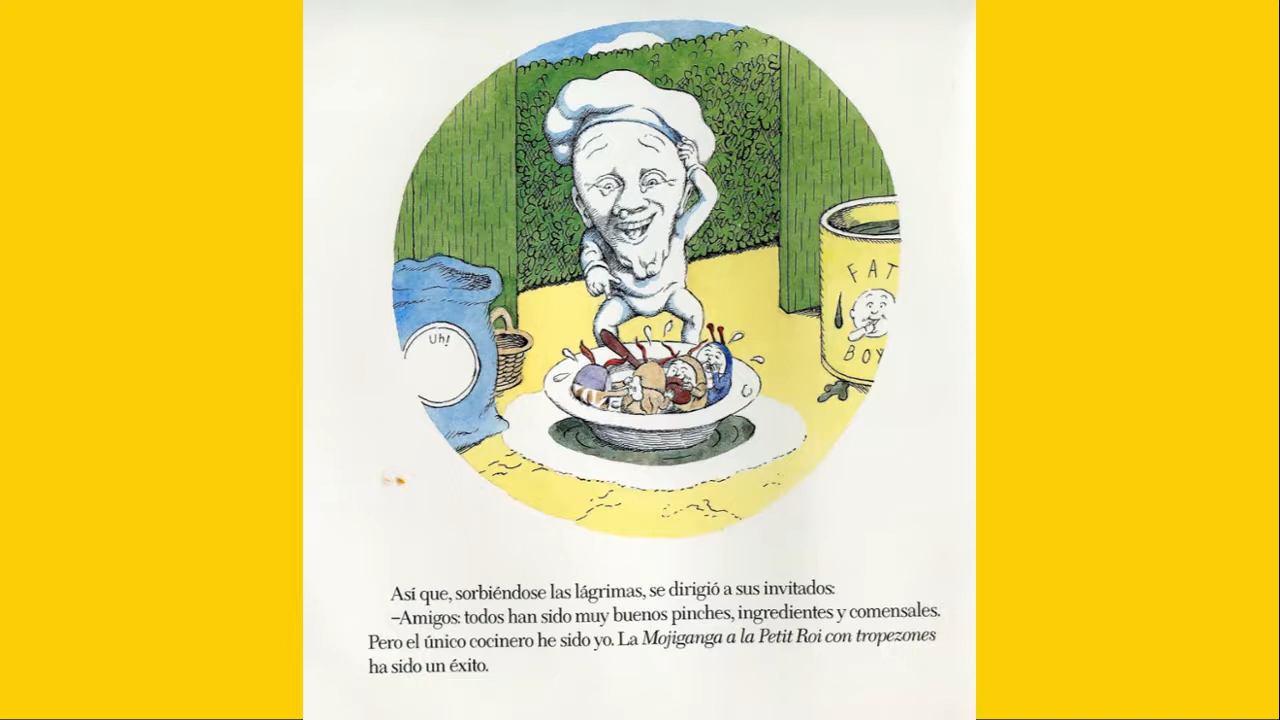 FAT
BOY
Uh!
Así que, sorbiéndose las lágrimas, se dirigió a sus invitados:
–Amigos: todos han sido muy buenos pinches, ingredientes y comensales.
Pero el único cocinero he sido yo. La Mojiganga a la Petit Roi con tropezones
ha sido un éxito.